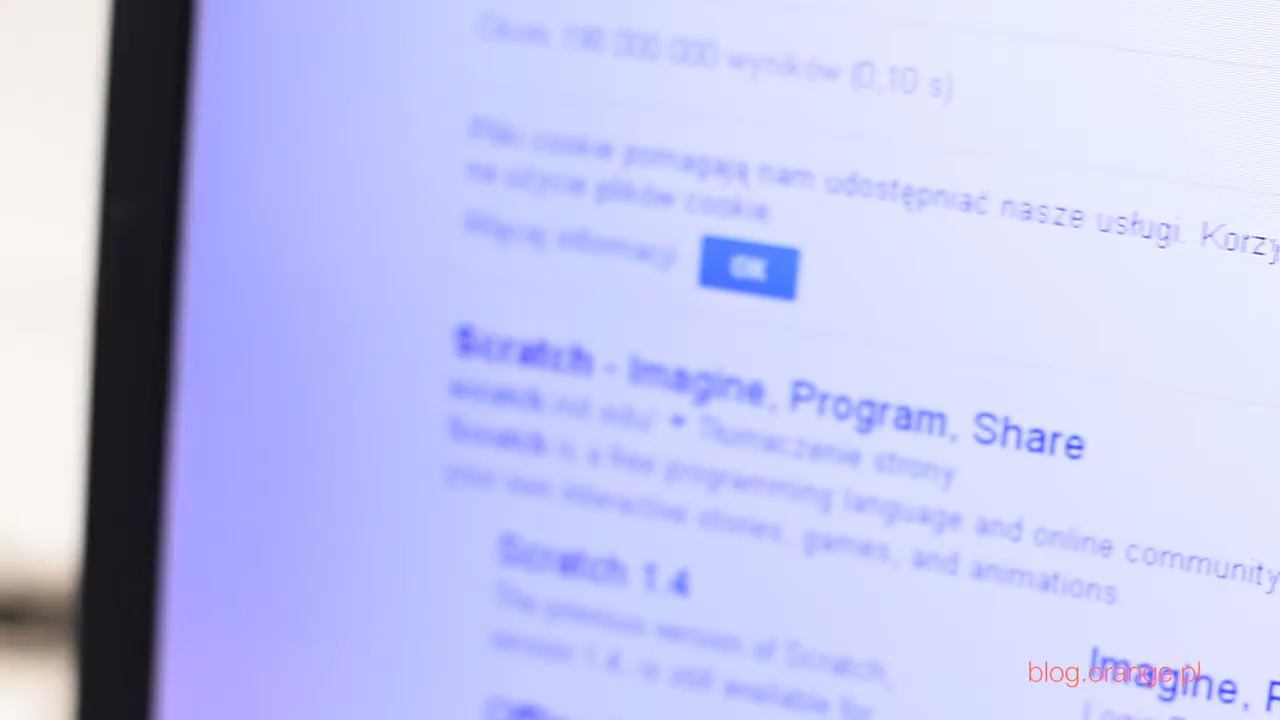 Około 198 000 000 wyników (0,10 s)
Pliki cookie pomagają nam udostępniać nasze usługi.
na użycie plików cookie.
Więcej informacji OK
Scratch - Imagine, Program, Share
scratch.mit.edu/ Tłumaczenie strony
Scratch is a free programming language and online community
your own interactive stories, games, and animations
Scratch 1.4
The previous version of Scratch,
version 1.4, is still available for
Imagine,
blog.orange.pl